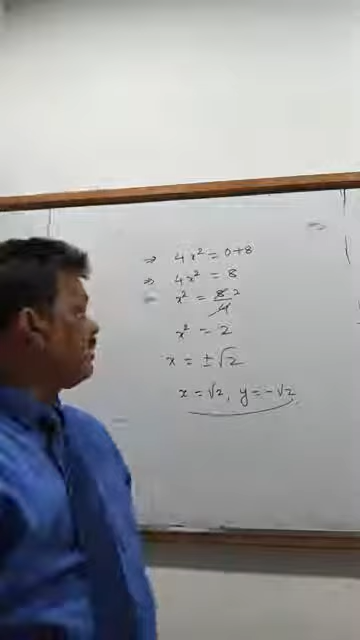 ⇒ 4x² = 0+8
⇒ 4x² = 8
= x² = 8/4 2
x² = 2
x = ±√2
x = √2, y = -√2